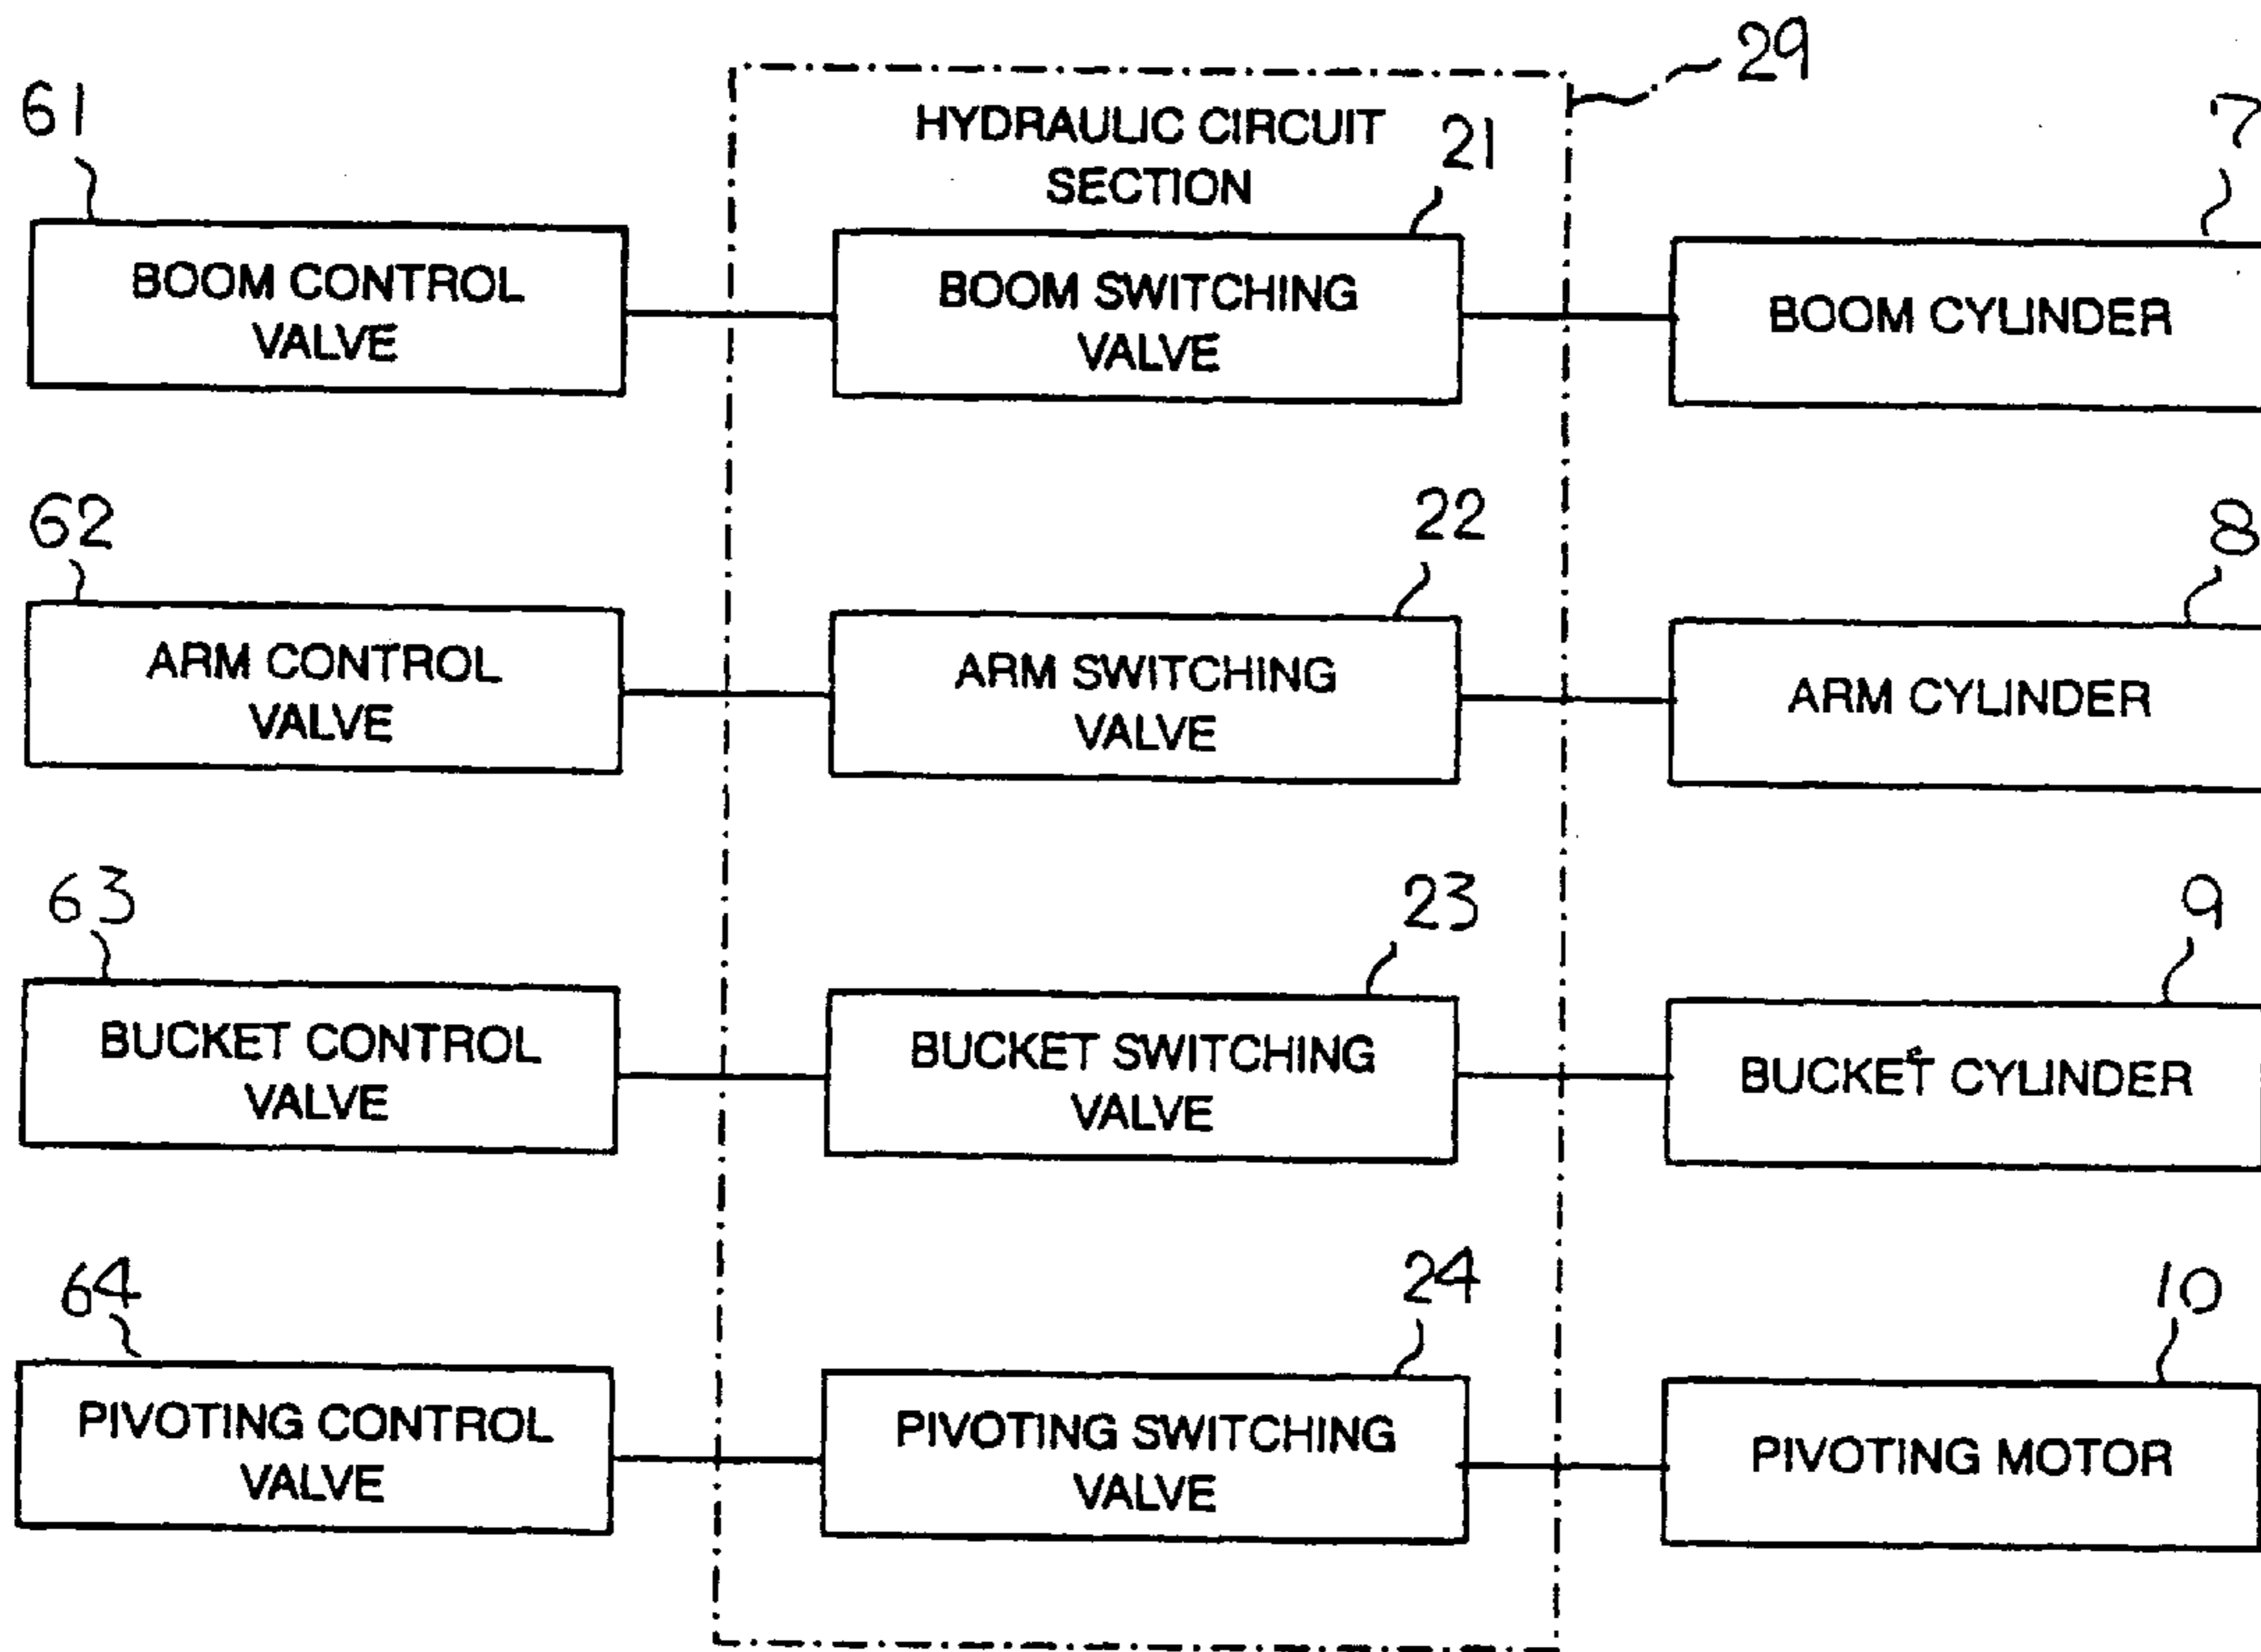 29
61
HYDRAULIC CIRCUIT
SECTION
21
7
BOOM CONTROL
VALVE
BOOM SWITCHING
VALVE
BOOM CYLINDER
62
22
8
ARM CONTROL
VALVE
ARM SWITCHING
VALVE
ARM CYLINDER
63
23
9
BUCKET CONTROL
VALVE
BUCKET SWITCHING
VALVE
BUCKET CYLINDER
64
24
10
PIVOTING CONTROL
VALVE
PIVOTING SWITCHING
VALVE
PIVOTING MOTOR